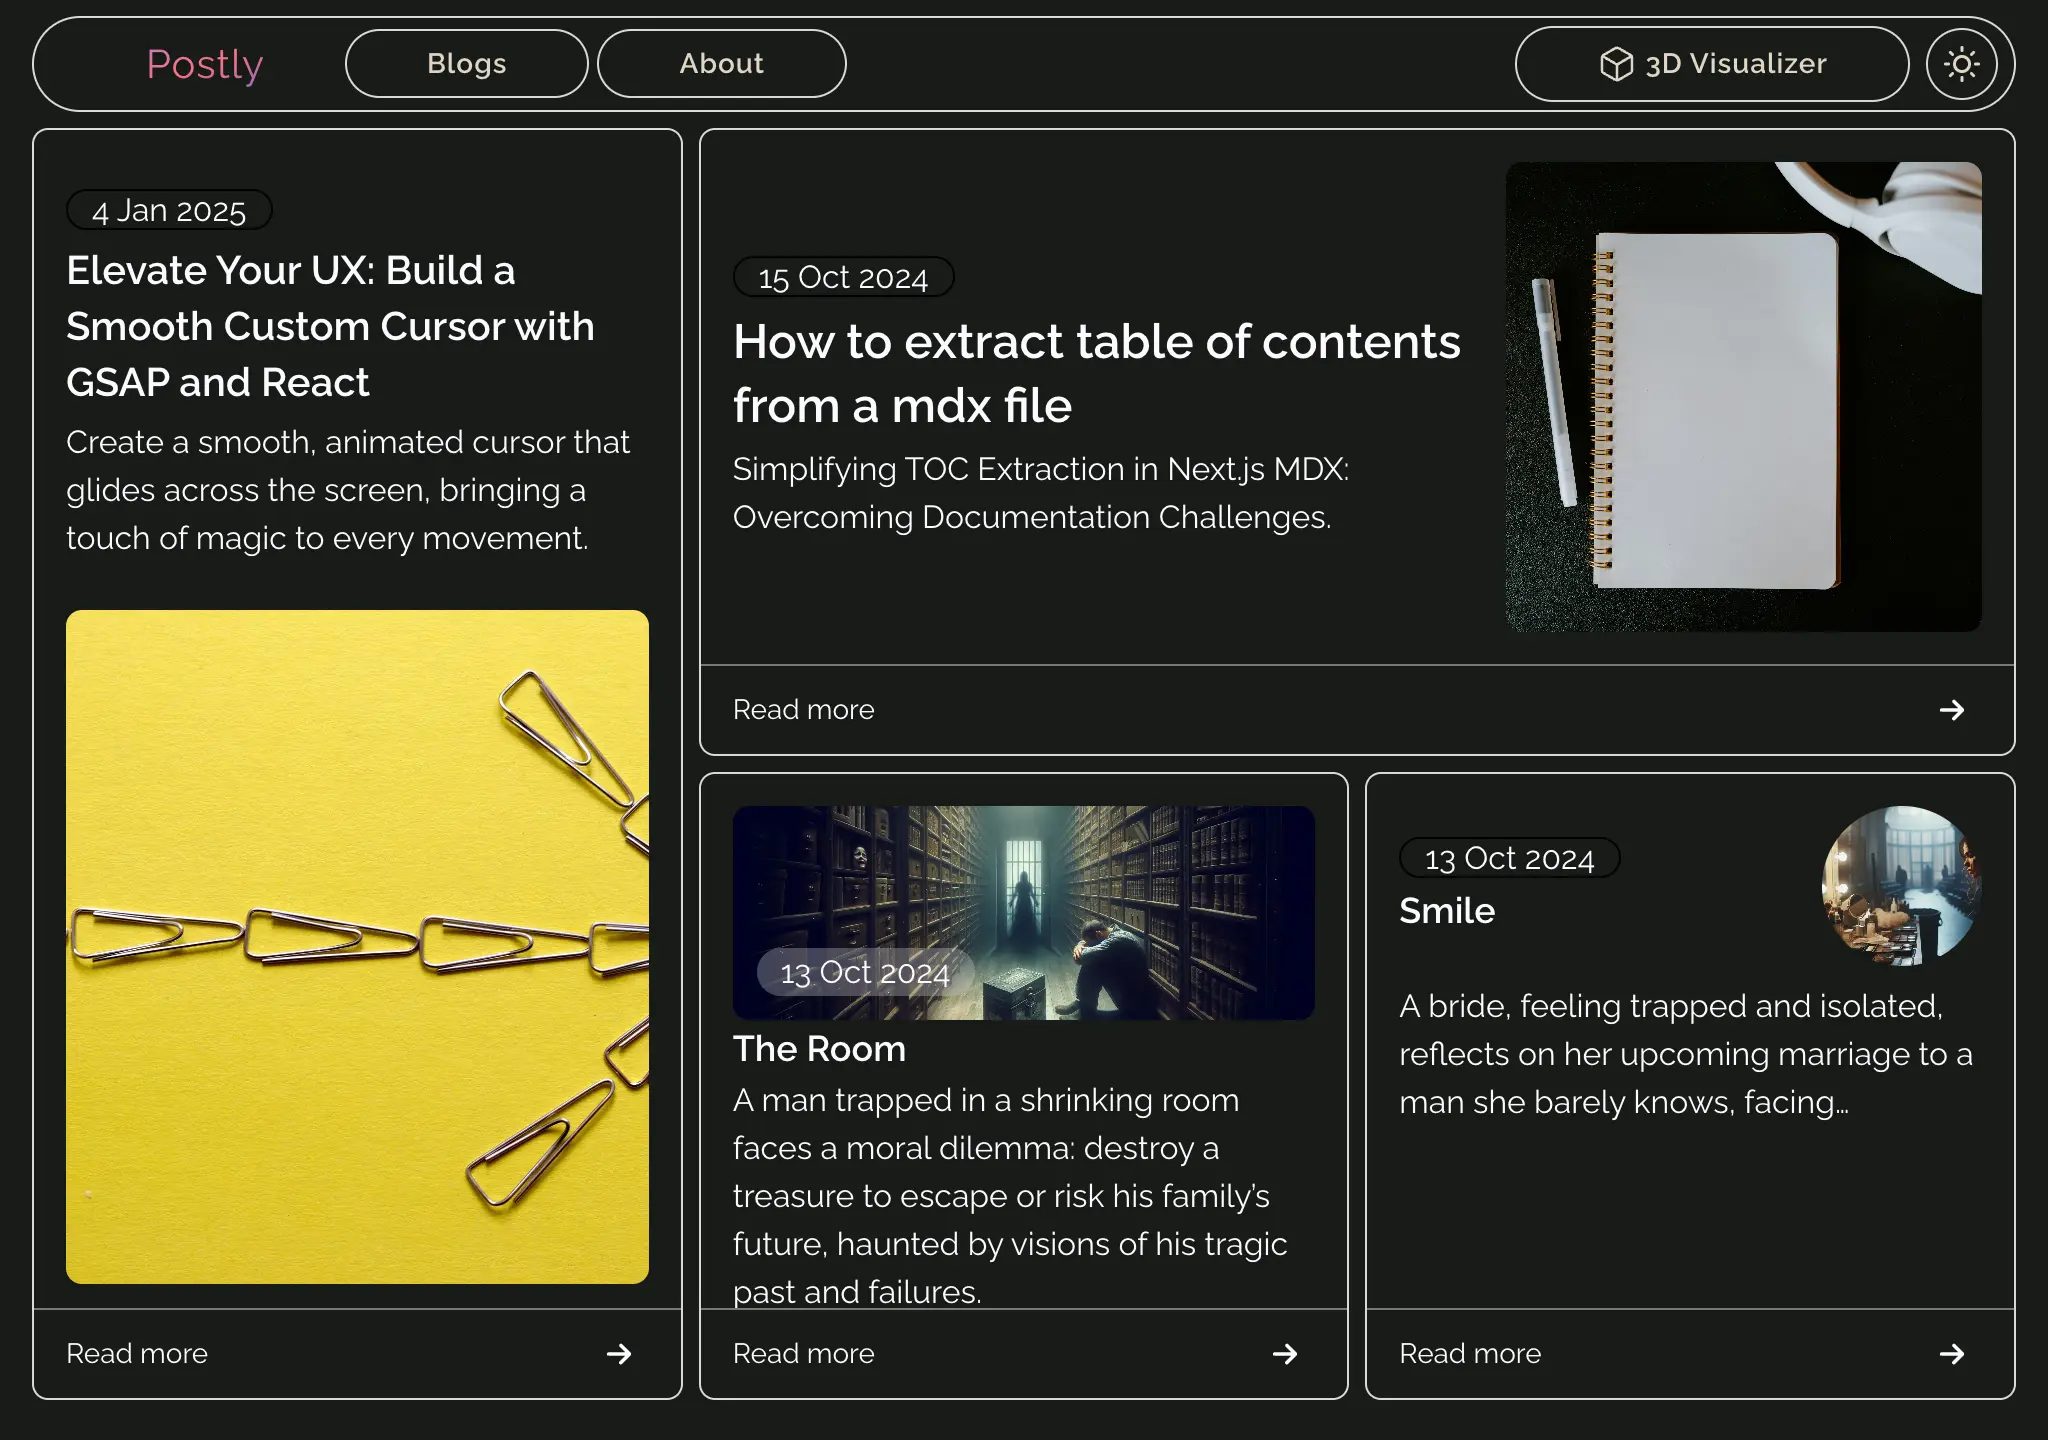 Postly
Blogs
About
3D Visualizer
4 Jan 2025
Elevate Your UX: Build a
Smooth Custom Cursor with
GSAP and React
Create a smooth, animated cursor that
glides across the screen, bringing a
touch of magic to every movement.
Read more
15 Oct 2024
How to extract table of contents
from a mdx file
Simplifying TOC Extraction in Next.js MDX:
Overcoming Documentation Challenges.
Read more
13 Oct 2024
The Room
A man trapped in a shrinking room
faces a moral dilemma: destroy a
treasure to escape or risk his family’s
future, haunted by visions of his tragic
past and failures.
Read more
13 Oct 2024
Smile
A bride, feeling trapped and isolated,
reflects on her upcoming marriage to a
man she barely knows, facing…
Read more